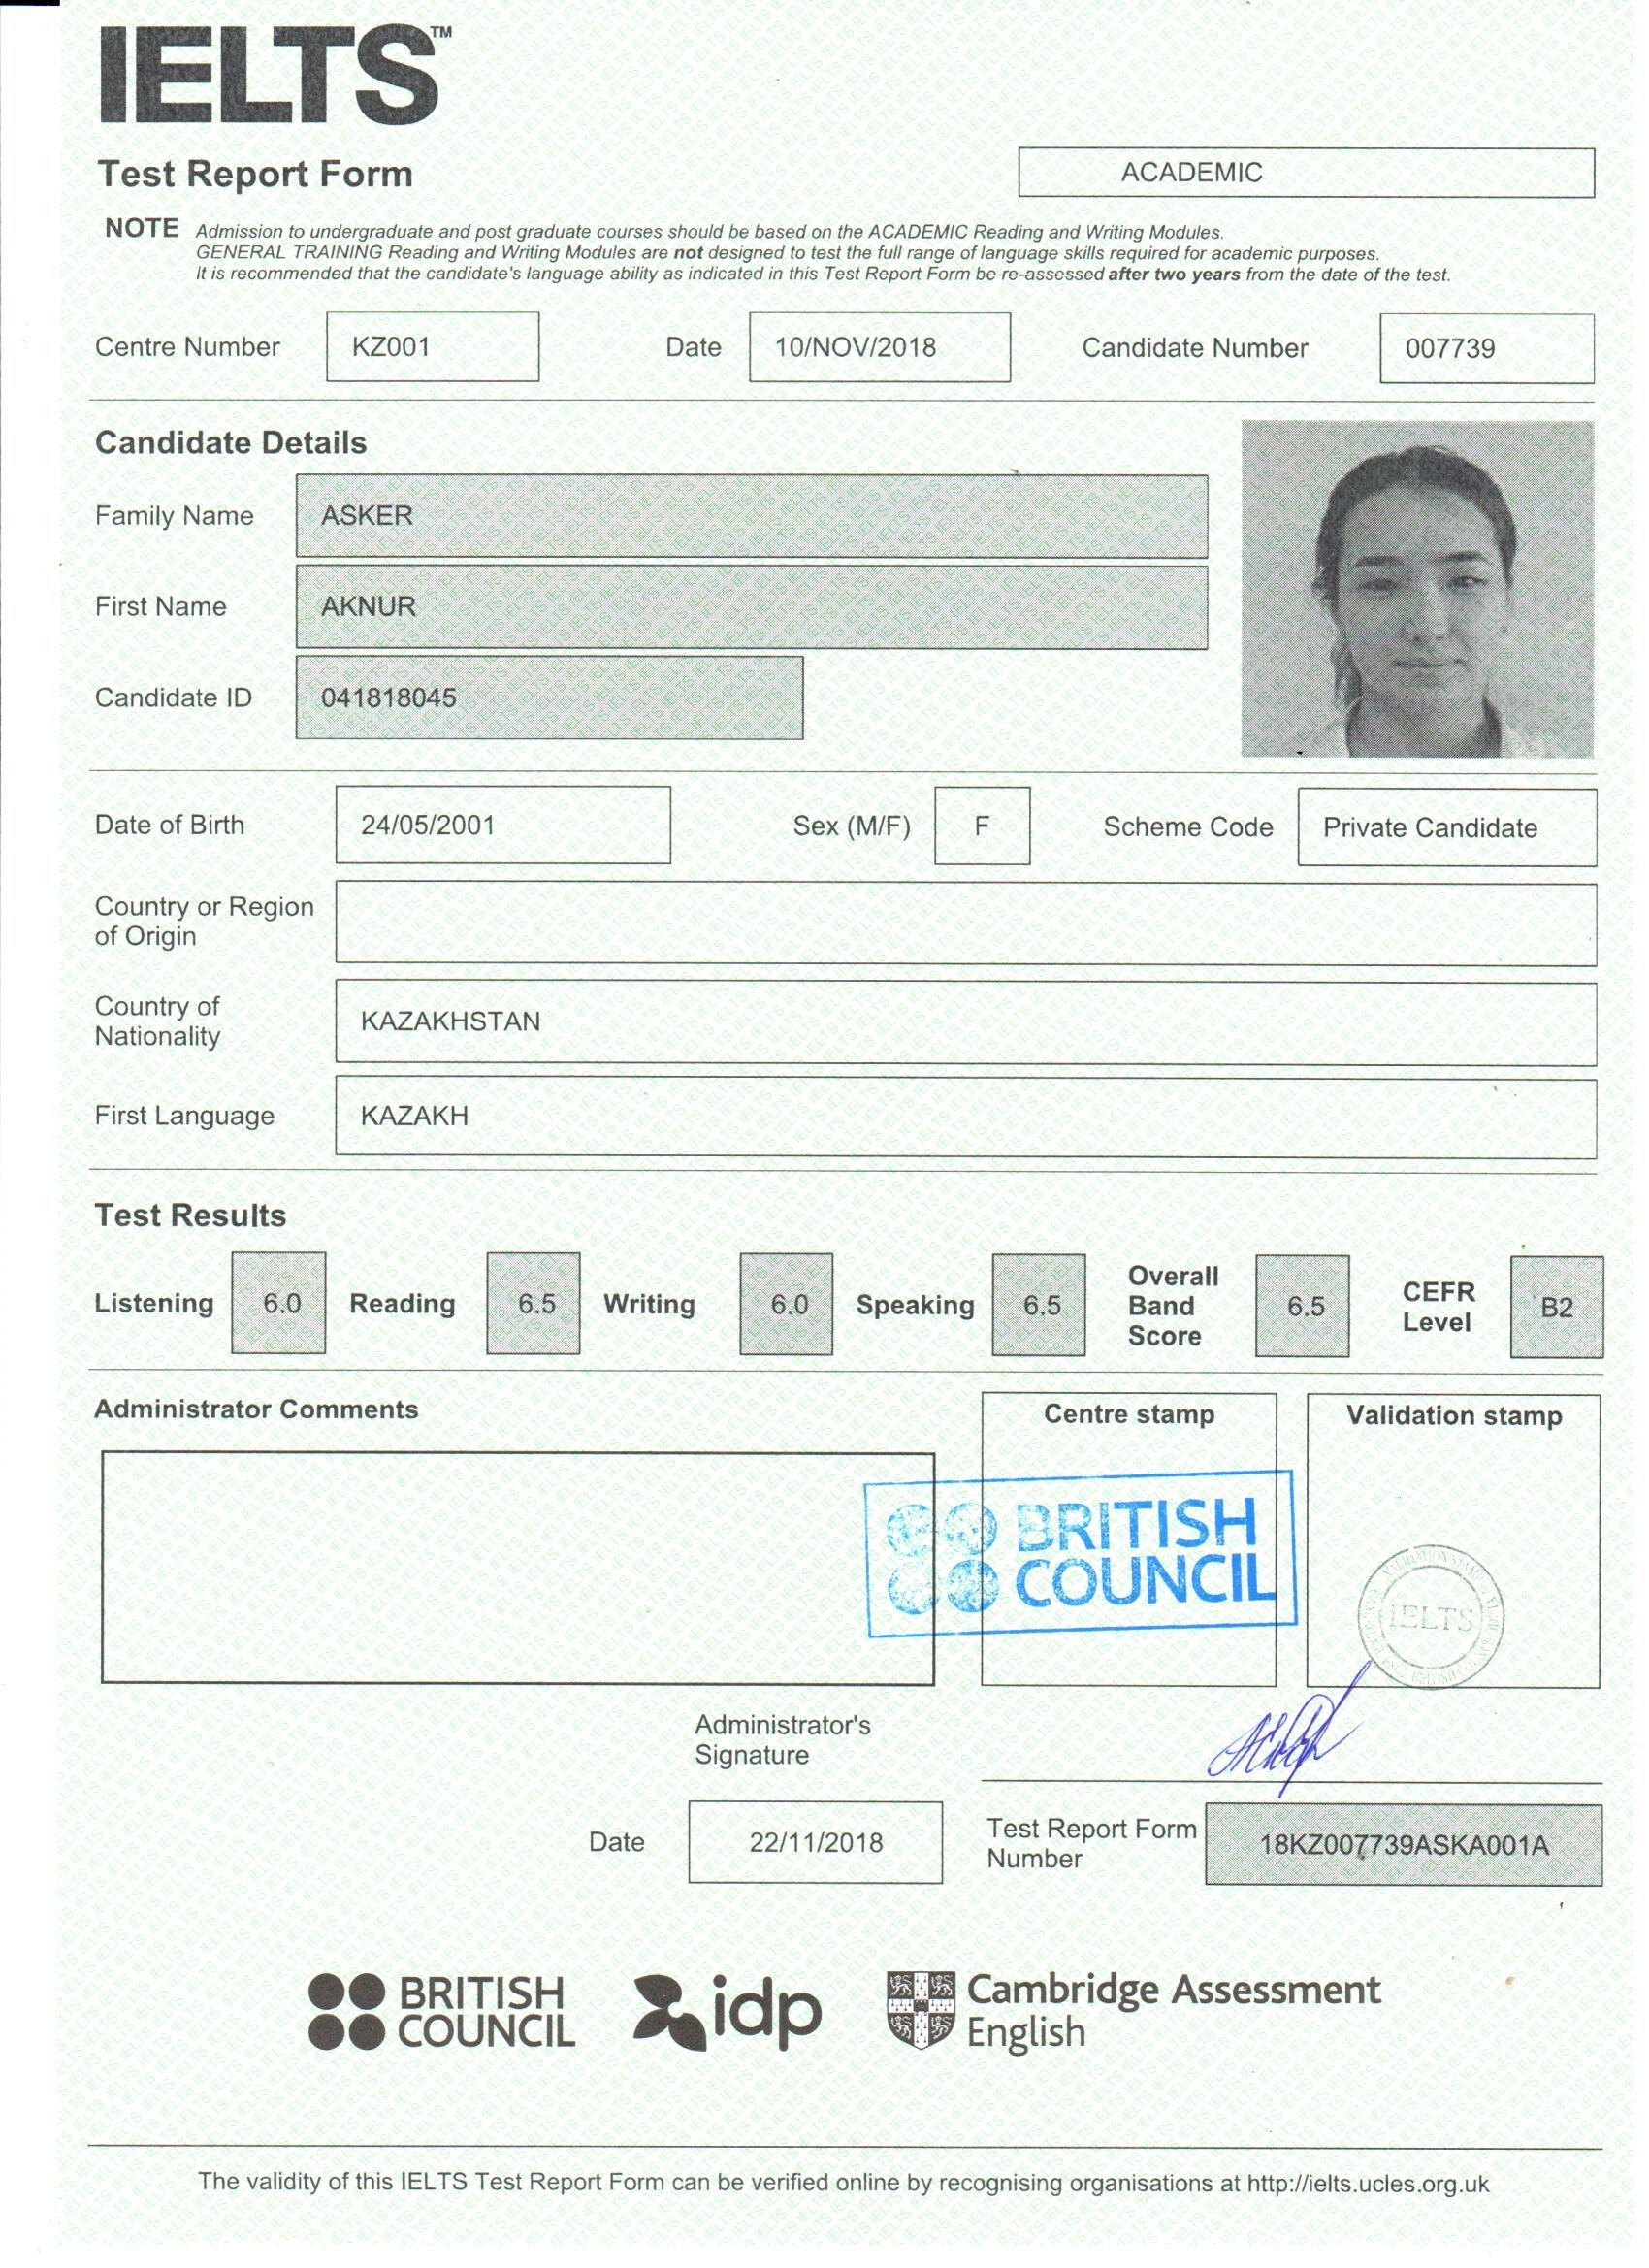 IELTS™
Test Report Form
ACADEMIC
NOTE Admission to undergraduate and post graduate courses should be based on the ACADEMIC Reading and Writing Modules.
GENERAL TRAINING Reading and Writing Modules are not designed to test the full range of language skills required for academic purposes.
It is recommended that the candidate's language ability as indicated in this Test Report Form be re-assessed after two years from the date of the test.
Centre Number KZ001 Date 10/NOV/2018 Candidate Number 007739
Candidate Details
Family Name ASKER
First Name AKNUR
Candidate ID 041818045
Date of Birth 24/05/2001 Sex (M/F) F Scheme Code Private Candidate
Country or Region
of Origin
Country of
Nationality
KAZAKHSTAN
First Language KAZAKH
Test Results
Listening 6.0 Reading 6.5 Writing 6.0 Speaking 6.5
Overall
Band
Score
6.5
CEFR
Level
B2
Administrator Comments
Centre stamp
BRITISH
COUNCIL
Validation stamp
IELTS
Administrator's
Signature
Date 22/11/2018
Test Report Form
Number
18KZ007739ASKA001A
BRITISH
COUNCIL
idp
Cambridge Assessment
English
The validity of this IELTS Test Report Form can be verified online by recognising organisations at http://ielts.ucles.org.uk